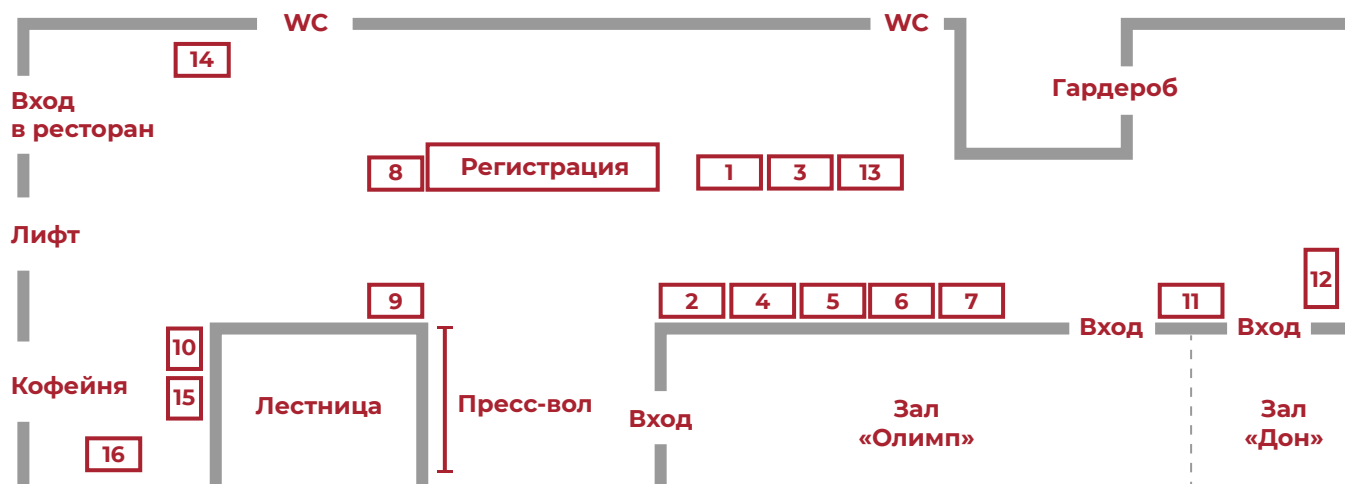 WC
WC
14
Гардероб
Вход
в ресторан
8
Регистрация
1
3
13
Лифт
12
9
2
4
5
6
7
11
Вход
Вход
10
Кофейня
15
Лестница
Пресс-вол
Вход
Зал
«Олимп»
Зал
«Дон»
16